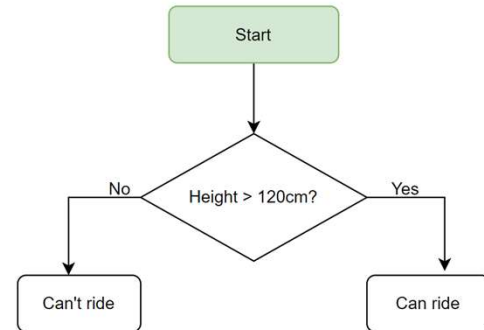 Start
Height > 120cm?
No
Yes
Can't ride
Can ride